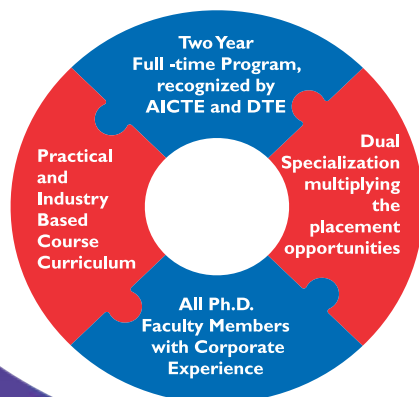 Two Year
Full -time Program,
recognized by
AICTE and DTE
Practical
and
Industry
Based
Course
Curriculum
Dual
Specialization
multiplying
the
placement
opportunities
All Ph.D.
Faculty Members
with Corporate
Experience